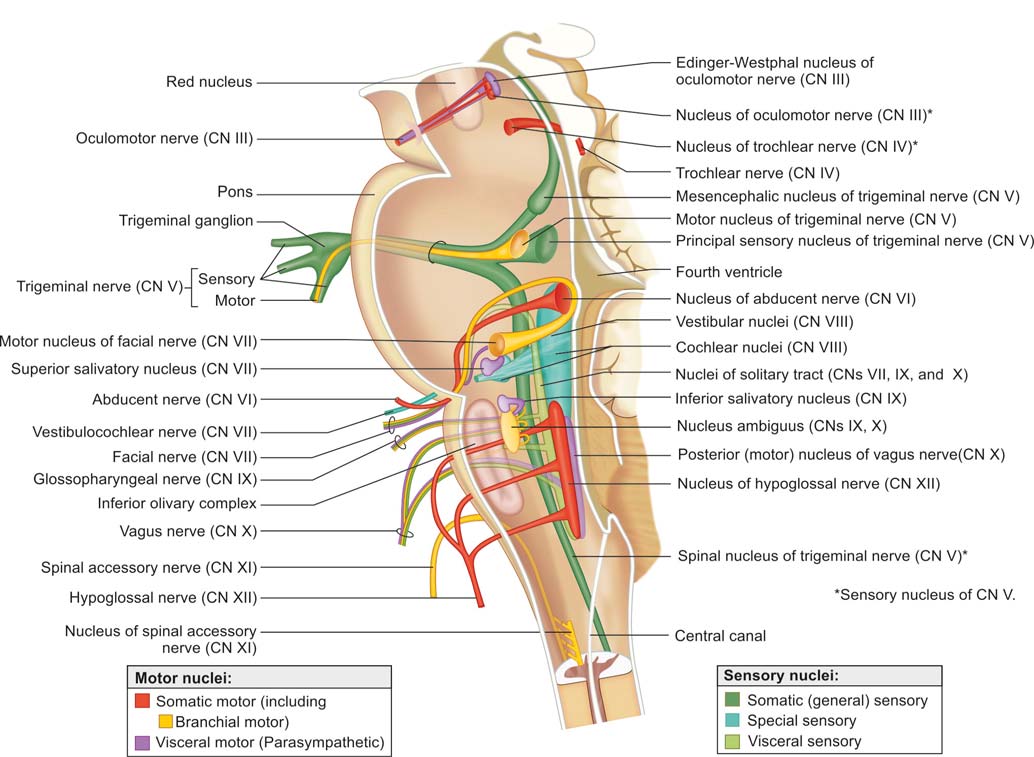 Red nucleus
Oculomotor nerve (CN III)
Pons
Trigeminal ganglion
Trigeminal nerve (CN V)
Sensory
Motor
Motor nucleus of facial nerve (CN VII)
Superior salivatory nucleus (CN VII)
Abducent nerve (CN VI)
Vestibulocochlear nerve (CN VII)
Facial nerve (CN VII)
Glossopharyngeal nerve (CN IX)
Inferior olivary complex
Vagus nerve (CN X)
Spinal accessory nerve (CN XI)
Hypoglossal nerve (CN XII)
Nucleus of spinal accessory
nerve (CN XI)
Edinger-Westphal nucleus of
oculomotor nerve (CN III)
Nucleus of oculomotor nerve (CN III)*
Nucleus of trochlear nerve (CN IV)*
Trochlear nerve (CN IV)
Mesencephalic nucleus of trigeminal nerve (CN V)
Motor nucleus of trigeminal nerve (CN V)
Principal sensory nucleus of trigeminal nerve (CN V)
Fourth ventricle
Nucleus of abducent nerve (CN VI)
Vestibular nuclei (CN VIII)
Cochlear nuclei (CN VIII)
Nuclei of solitary tract (CNs VII, IX, and X)
Inferior salivatory nucleus (CN IX)
Nucleus ambiguus (CNs IX, X)
Posterior (motor) nucleus of vagus nerve(CN X)
Nucleus of hypoglossal nerve (CN XII)
Spinal nucleus of trigeminal nerve (CN V)*
*Sensory nucleus of CN V.
Central canal
Motor nuclei:
Somatic motor (including
Branchial motor)
Visceral motor (Parasympathetic)
Sensory nuclei:
Somatic (general) sensory
Special sensory
Visceral sensory